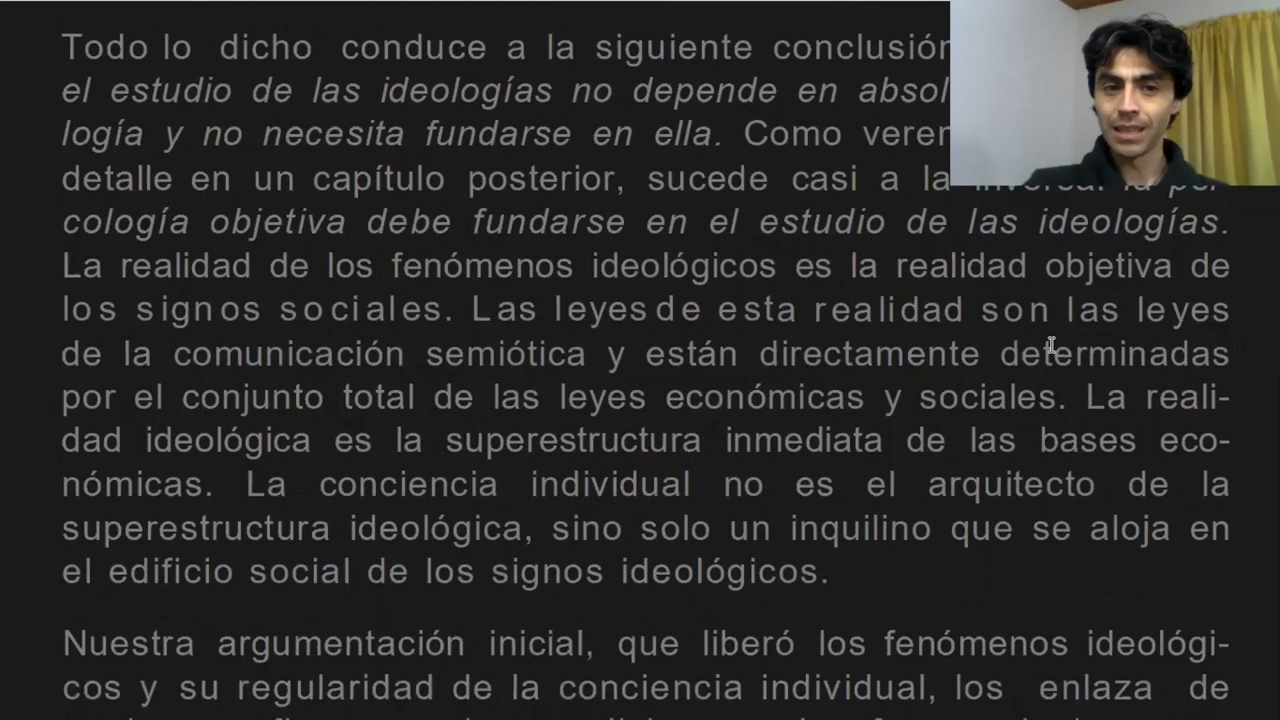 Todo lo dicho conduce a la siguiente conclusión
el estudio de las ideologías no depende en absol
logía y no necesita fundarse en ella. Como verer
detalle en un capítulo posterior, sucede casi a la
cología objetiva debe fundarse en el estudio de las ideologías.
La realidad de los fenómenos ideológicos es la realidad objetiva de
los signos sociales. Las leyes de esta realidad son las leyes
de la comunicación semiótica y están directamente determinadas
por el conjunto total de las leyes económicas y sociales. La reali-
dad ideológica es la superestructura inmediata de las bases eco-
nómicas. La conciencia individual no es el arquitecto de la
superestructura ideológica, sino solo un inquilino que se aloja en
el edificio social de los signos ideológicos.
Nuestra argumentación inicial, que liberó los fenómenos ideológi-
cos y su regularidad de la conciencia individual, los enlaza de